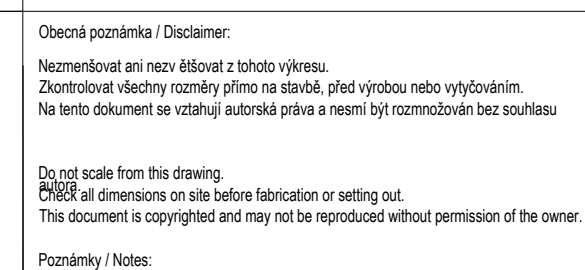 Obecná poznámka / Disclaimer:
Nezmenšovat ani nezv ětšovat z tohoto výkresu.
Zkontrolovat všechny rozměry přímo na stavbě, před výrobou nebo vytyčováním.
Na tento dokument se vztahují autorská práva a nesmí být rozmnožován bez souhlasu
autora.
Do not scale from this drawing.
Check all dimensions on site before fabrication or setting out.
This document is copyrighted and may not be reproduced without permission of the owner.
Poznámky / Notes: